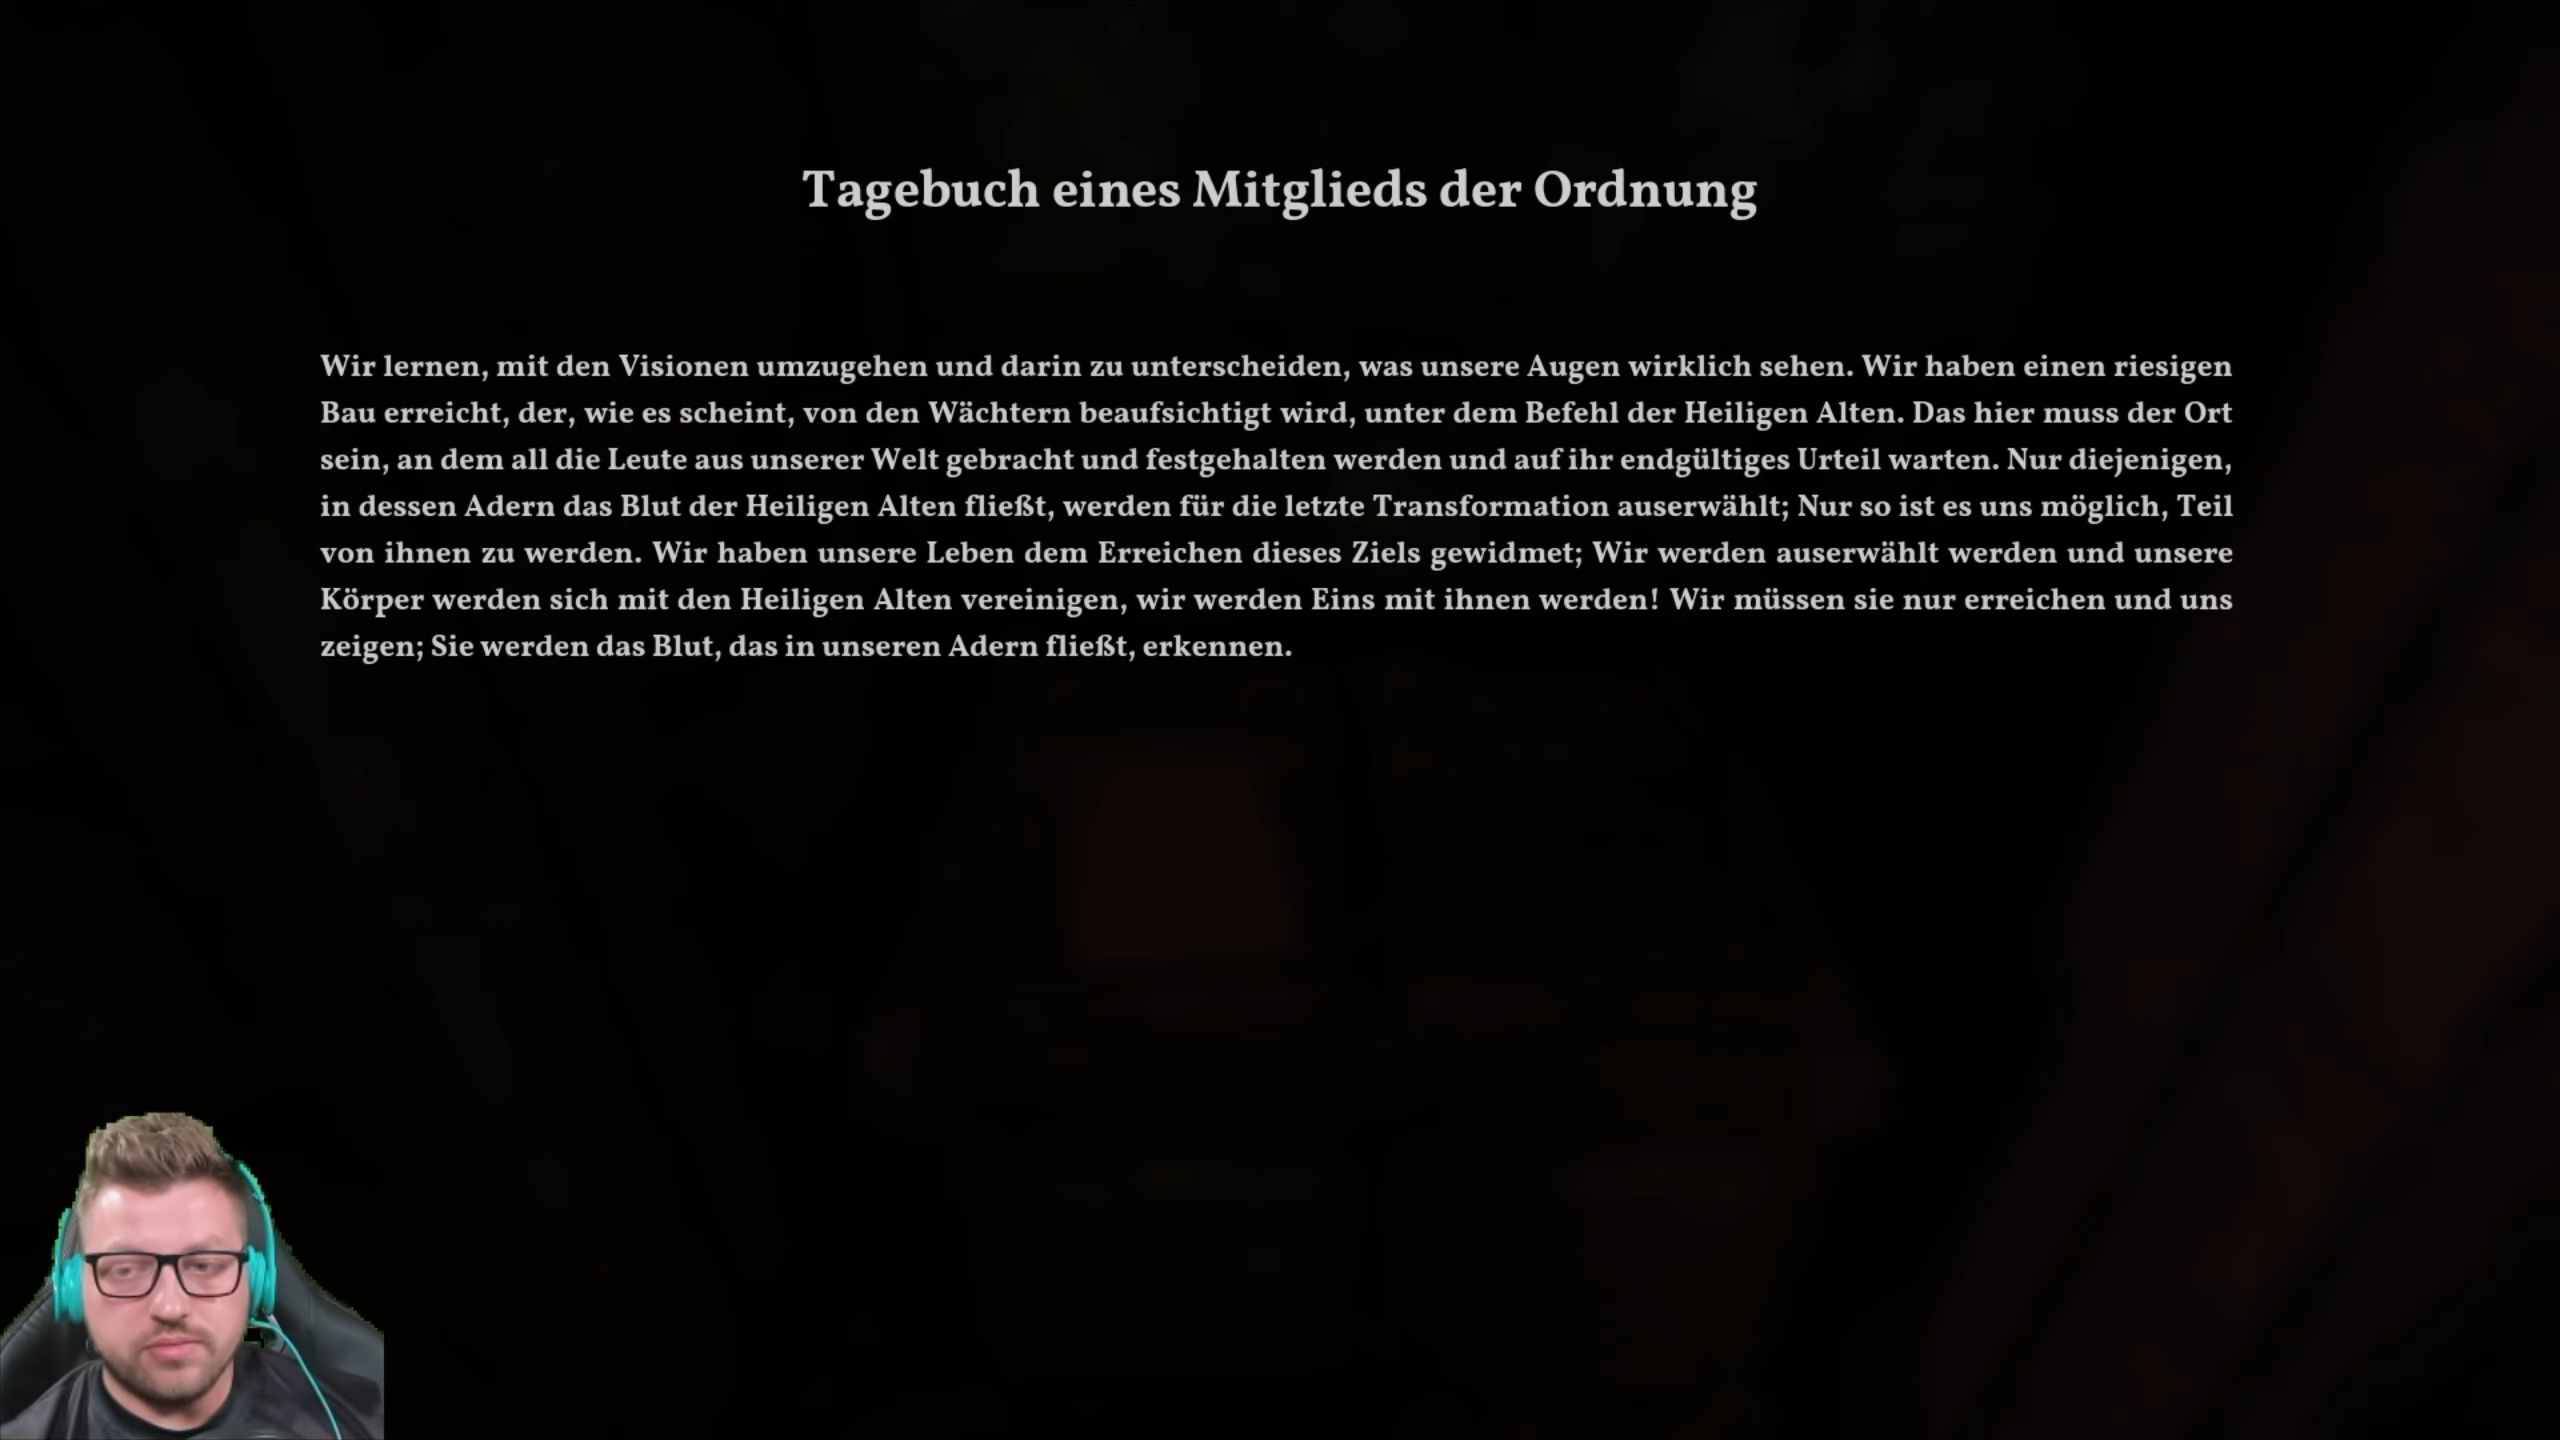 Tagebuch eines Mitglieds der Ordnung
Wir lernen, mit den Visionen umzugehen und darin zu unterscheiden, was unsere Augen wirklich sehen. Wir haben einen riesigen
Bau erreicht, der, wie es scheint, von den Wächtern beaufsichtigt wird, unter dem Befehl der Heiligen Alten. Das hier muss der Ort
sein, an dem all die Leute aus unserer Welt gebracht und festgehalten werden und auf ihr endgültiges Urteil warten. Nur diejenigen,
in dessen Adern das Blut der Heiligen Alten fließt, werden für die letzte Transformation auserwählt; Nur so ist es uns möglich, Teil
von ihnen zu werden. Wir haben unsere Leben dem Erreichen dieses Ziels gewidmet; Wir werden auserwählt werden und unsere
Körper werden sich mit den Heiligen Alten vereinigen, wir werden Eins mit ihnen werden! Wir müssen sie nur erreichen und uns
zeigen; Sie werden das Blut, das in unseren Adern fließt, erkennen.